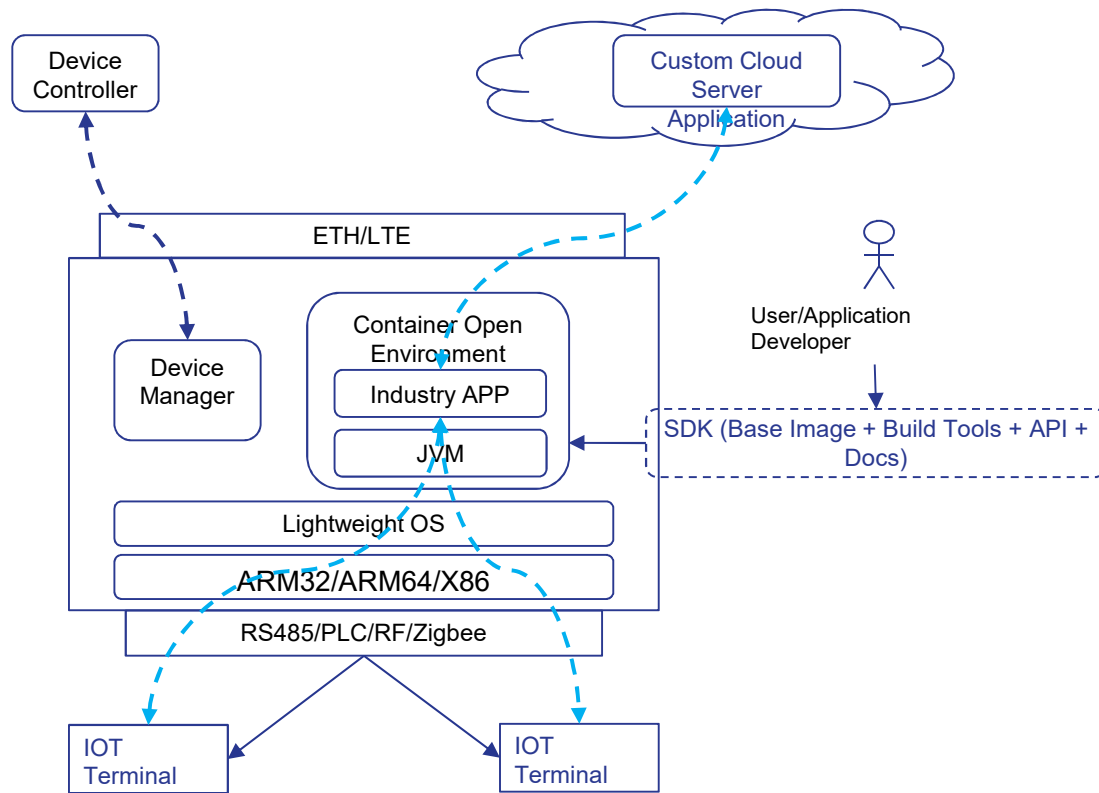 Device
Controller
Custom Cloud
Server
Application
ETH/LTE
Container Open
Environment
Device
Manager
Industry APP
JVM
User/Application
Developer
SDK (Base Image + Build Tools + API +
Docs)
Lightweight OS
ARM32/ARM64/X86
RS485/PLC/RF/Zigbee
IOT
Terminal
IOT
Terminal